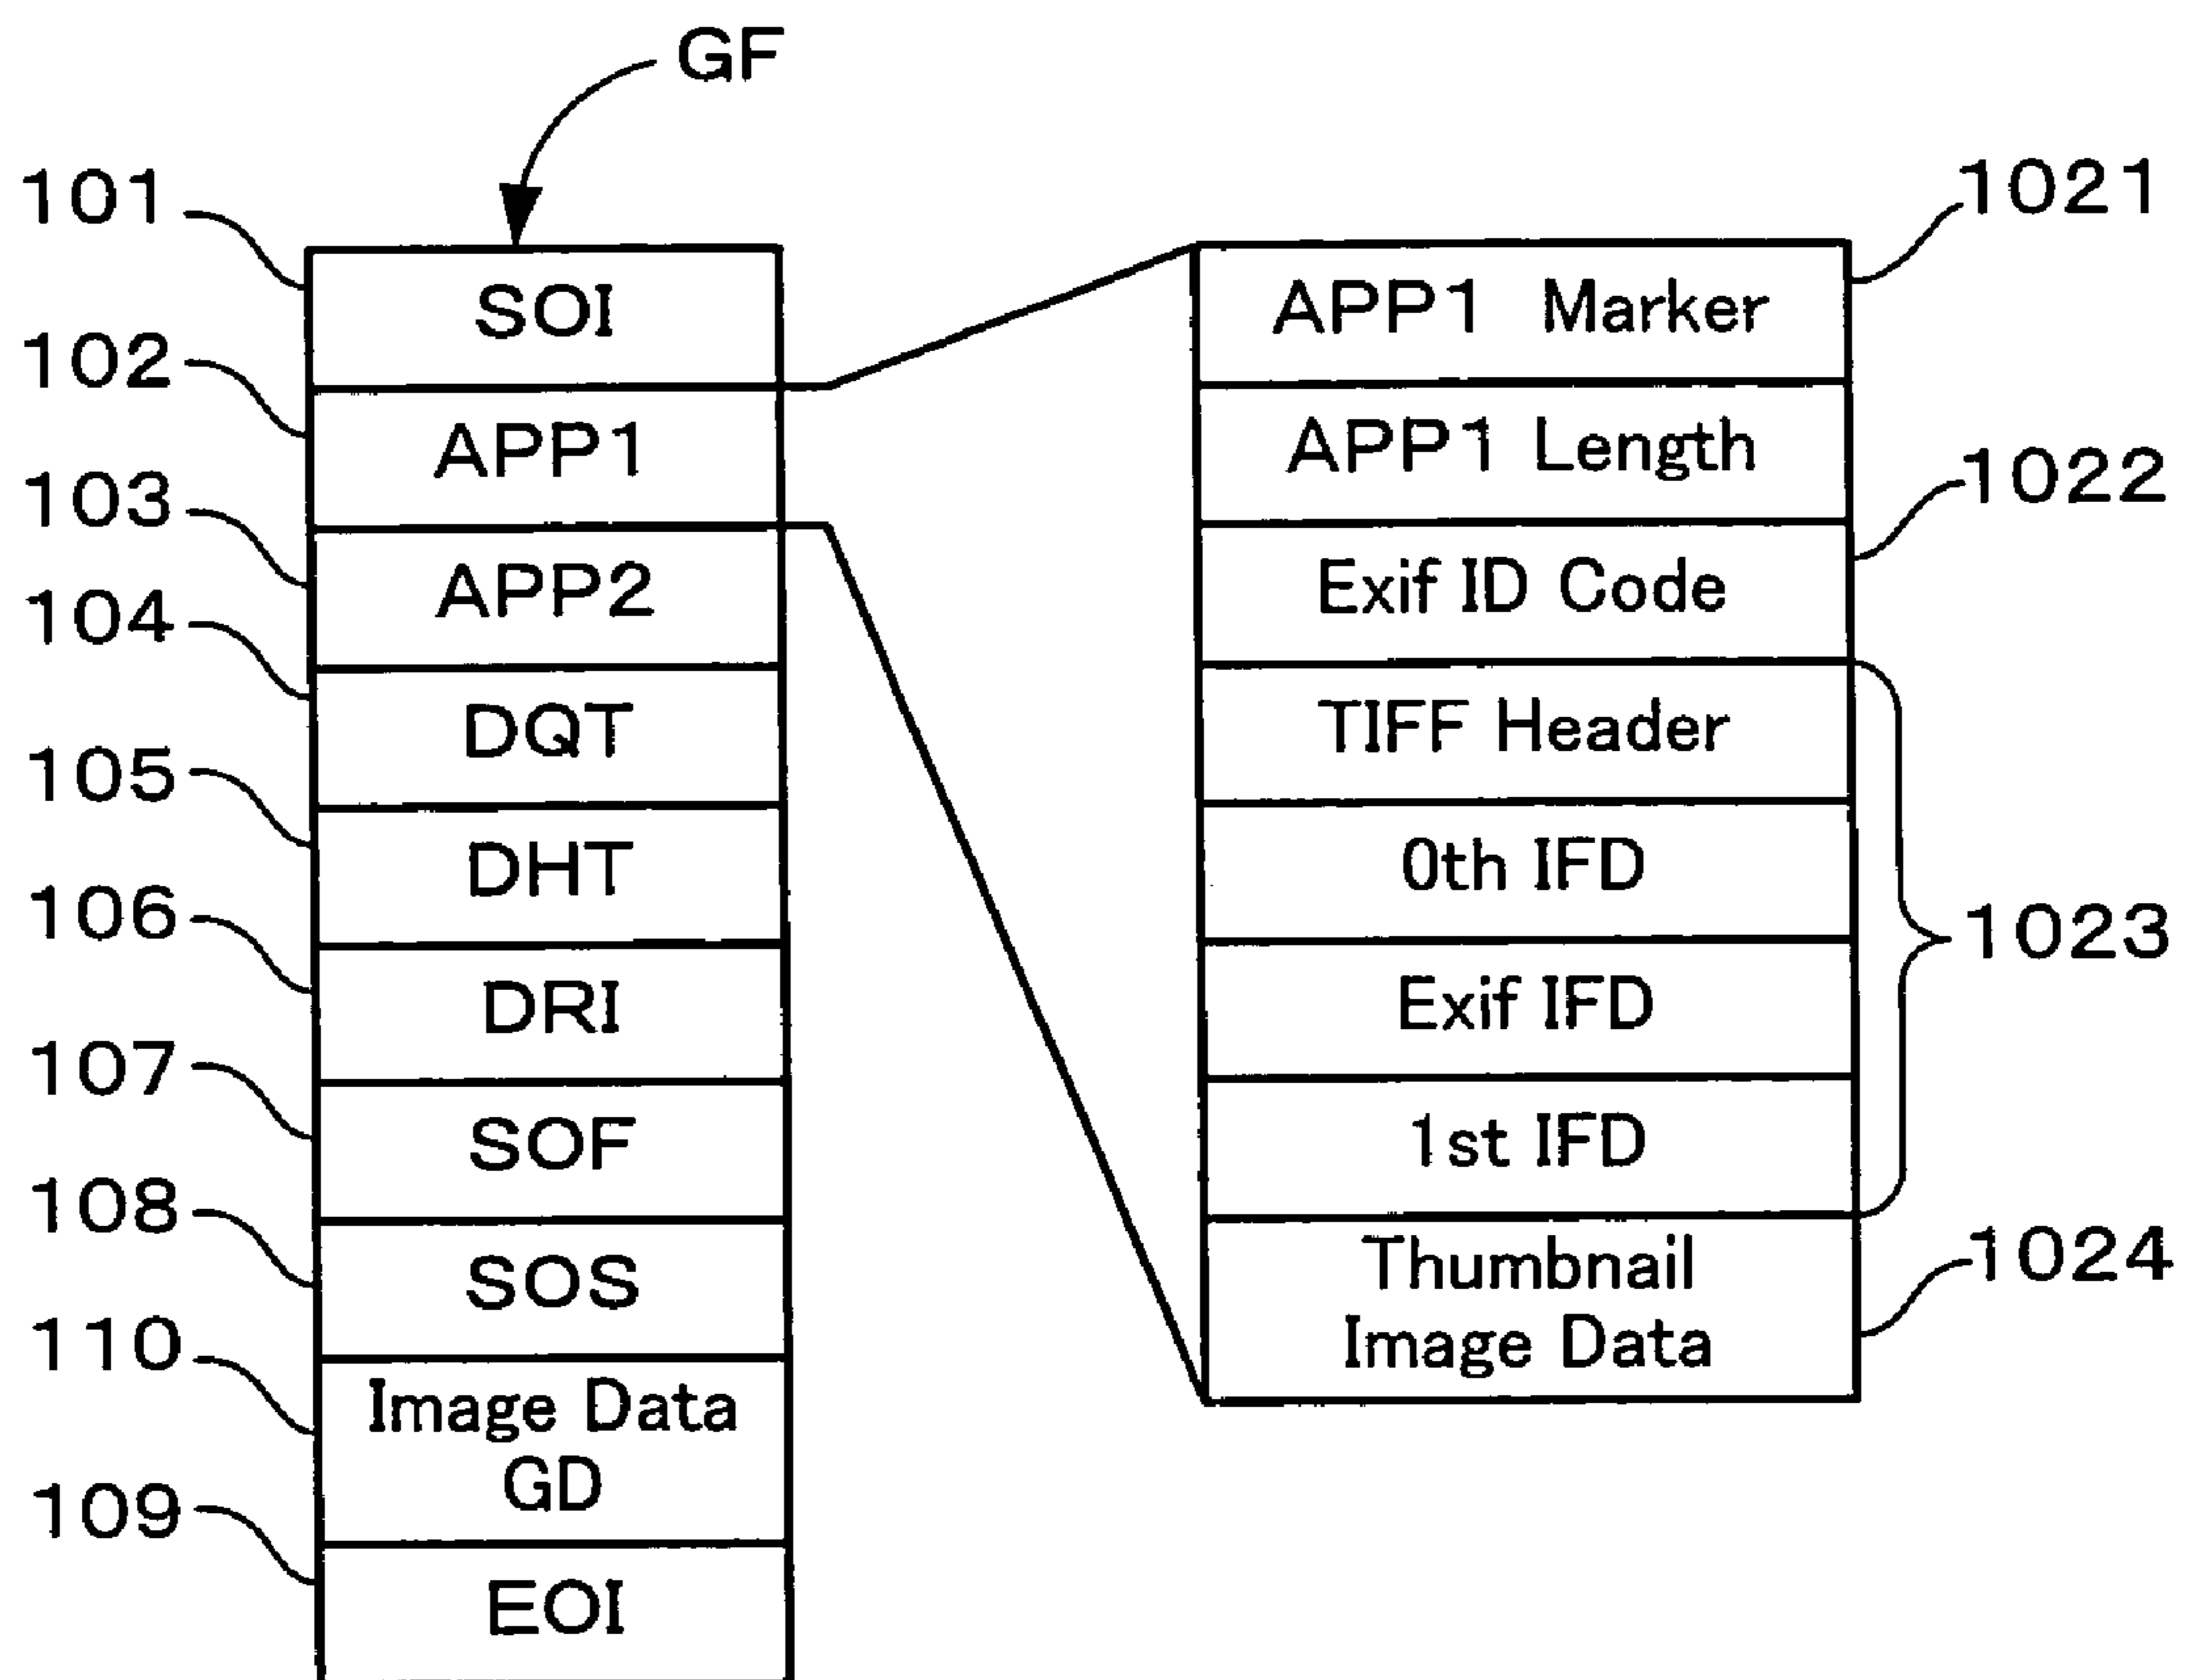 GF
101
SOI
102
APP1
103
APP2
104
DQT
105
DHT
106
DRI
107
SOF
108
SOS
110
Image Data
GD
109
EOI
1021
APP1 Marker
APP1 Length
1022
Exif ID Code
TIFF Header
0th IFD
Exif IFD
1st IFD
1023
Thumbnail
Image Data
1024